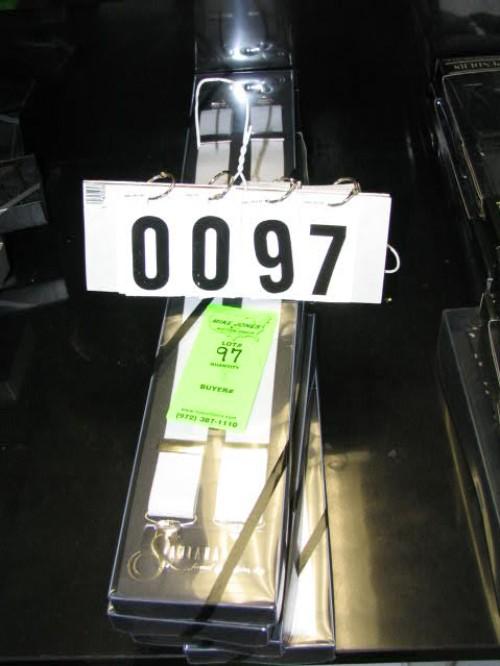 0097
MIKE JONES
LOT#
97
QUANTITY
BUYER#
(972) 387-1110